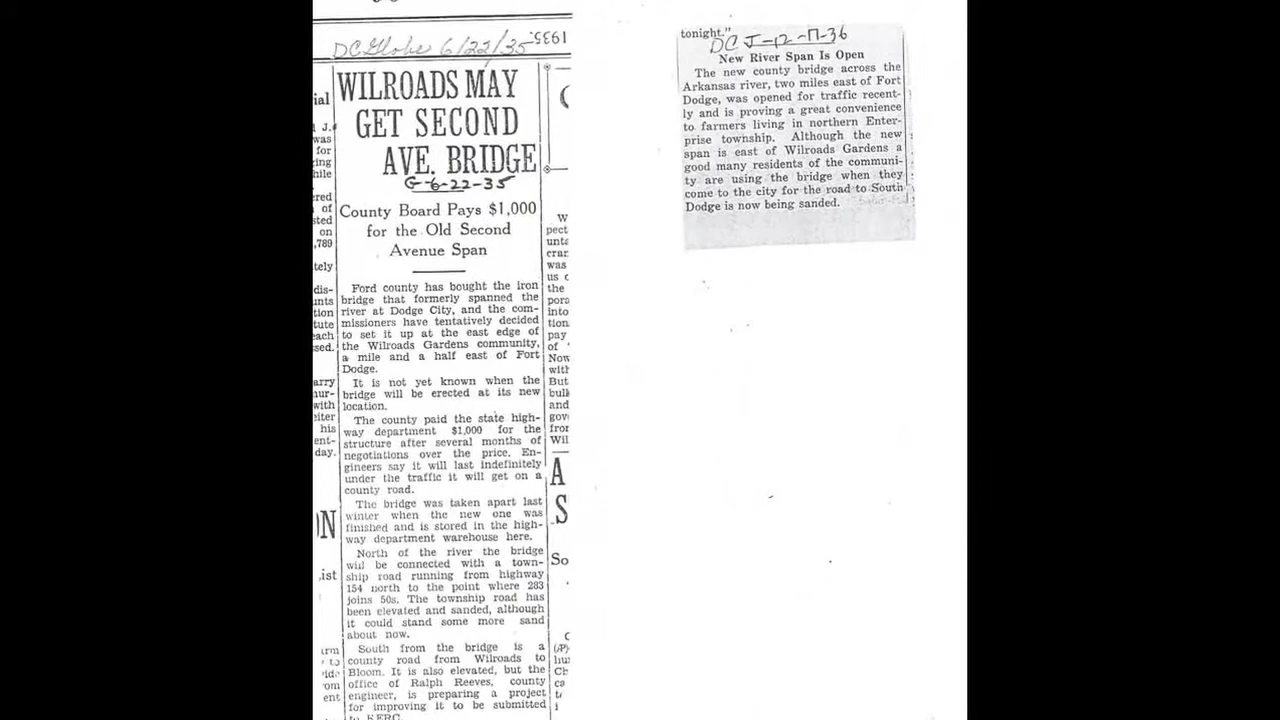 DC Globe 6/22/35
1935.
WILROADS MAY
GET SECOND
AVE. BRIDGE
G-6-22-35
County Board Pays $1,000
for the Old Second
Avenue Span
Ford county has bought the iron
bridge that formerly spanned the
river at Dodge City, and the com-
missioners have tentatively decided
to set it up at the east edge of
the Wilroads Gardens community,
a mile and a half east of Fort
Dodge.
It is not yet known when the
bridge will be erected at its new
location.
The county paid the state high-
way department $1,000 for the
structure after several months of
negotiations over the price. En-
gineers say it will last indefinitely
under the traffic it will get on a
county road.
The bridge was taken apart last
winter when the new one was
finished and is stored in the high-
way department warehouse here.
North of the river the bridge
will be connected with a town-
ship road running from highway
154 north to the point where 283
joins 50s. The township road has
been elevated and sanded, although
it could stand some more sand
about now.
South from the bridge is a
county road from Wilroads to
Bloom. It is also elevated, but the
office of Ralph Reeves, county
engineer, is preparing a project
for improving it to be submitted
to KERC.
tonight."
DC J-12-17-36
New River Span Is Open
The new county bridge across the
Arkansas river, two miles east of Fort
Dodge, was opened for traffic recent-
ly and is proving a great convenience
to farmers living in northern Enter-
prise township. Although the new
span is east of Wilroads Gardens a
good many residents of the communi-
ty are using the bridge when they
come to the city for the road to South
Dodge is now being sanded.